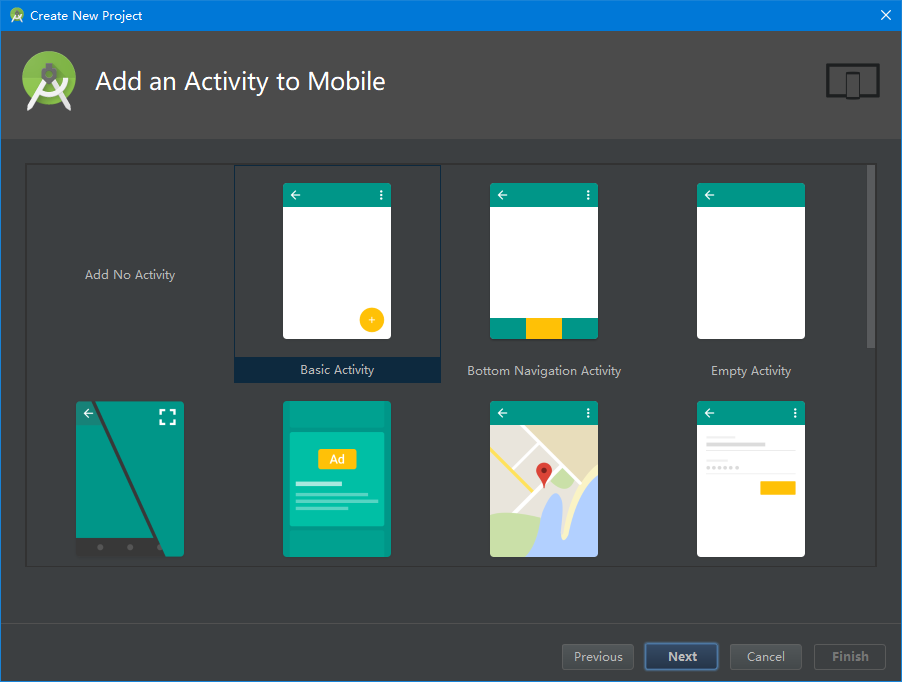 Create New Project
Add an Activity to Mobile
Add No Activity
Basic Activity
Bottom Navigation Activity
Empty Activity
Ad
Previous
Next
Cancel
Finish